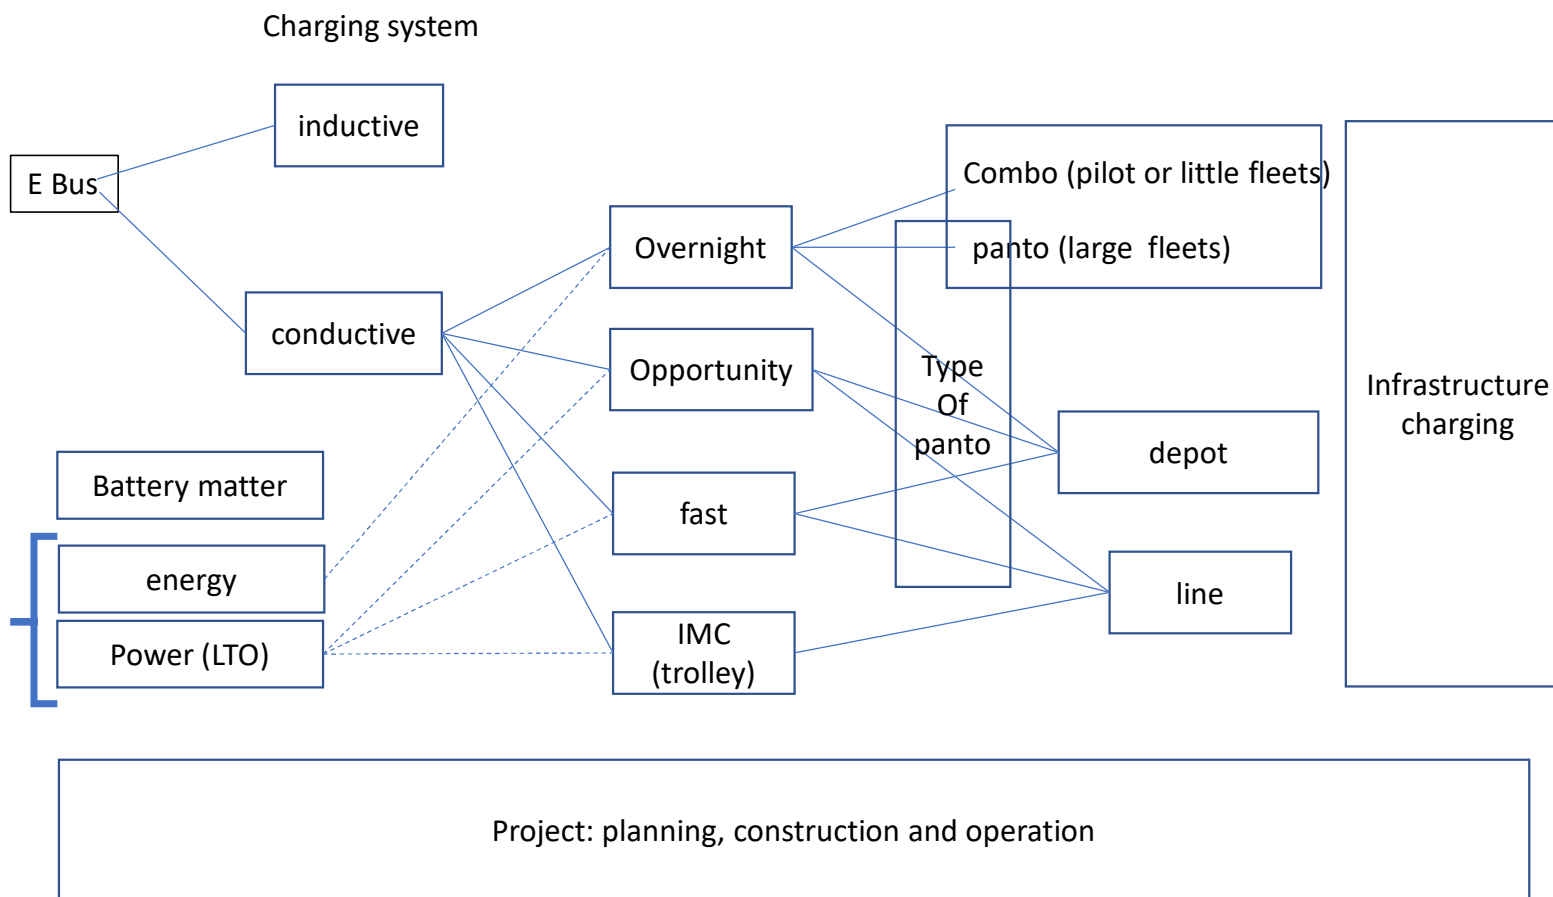 Charging system
inductive
E Bus
Combo (pilot or little fleets)
Overnight
panto (large  fleets)
conductive
Opportunity
Type
Of
panto
Infrastructure
charging
depot
Battery matter
fast
energy
line
IMC
(trolley)
Power (LTO)
Project: planning, construction and operation